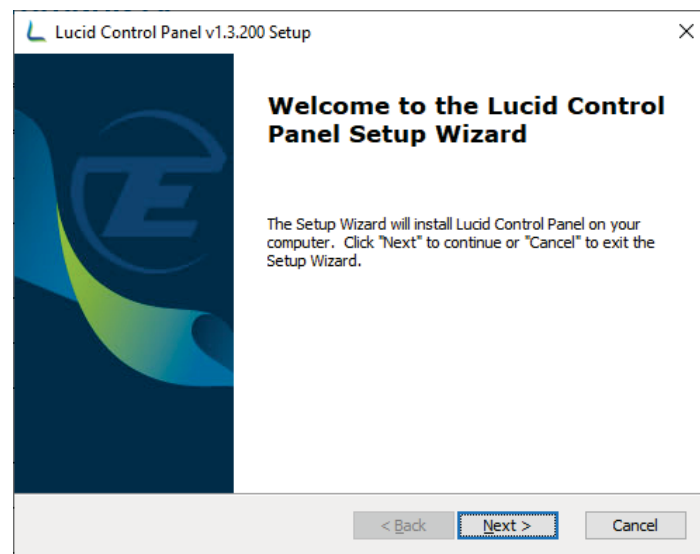 Lucid Control Panel v1.3.200 Setup
Welcome to the Lucid Control
Panel Setup Wizard
The Setup Wizard will install Lucid Control Panel on your
computer. Click "Next" to continue or "Cancel" to exit the
Setup Wizard.
< Back
Next >
Cancel